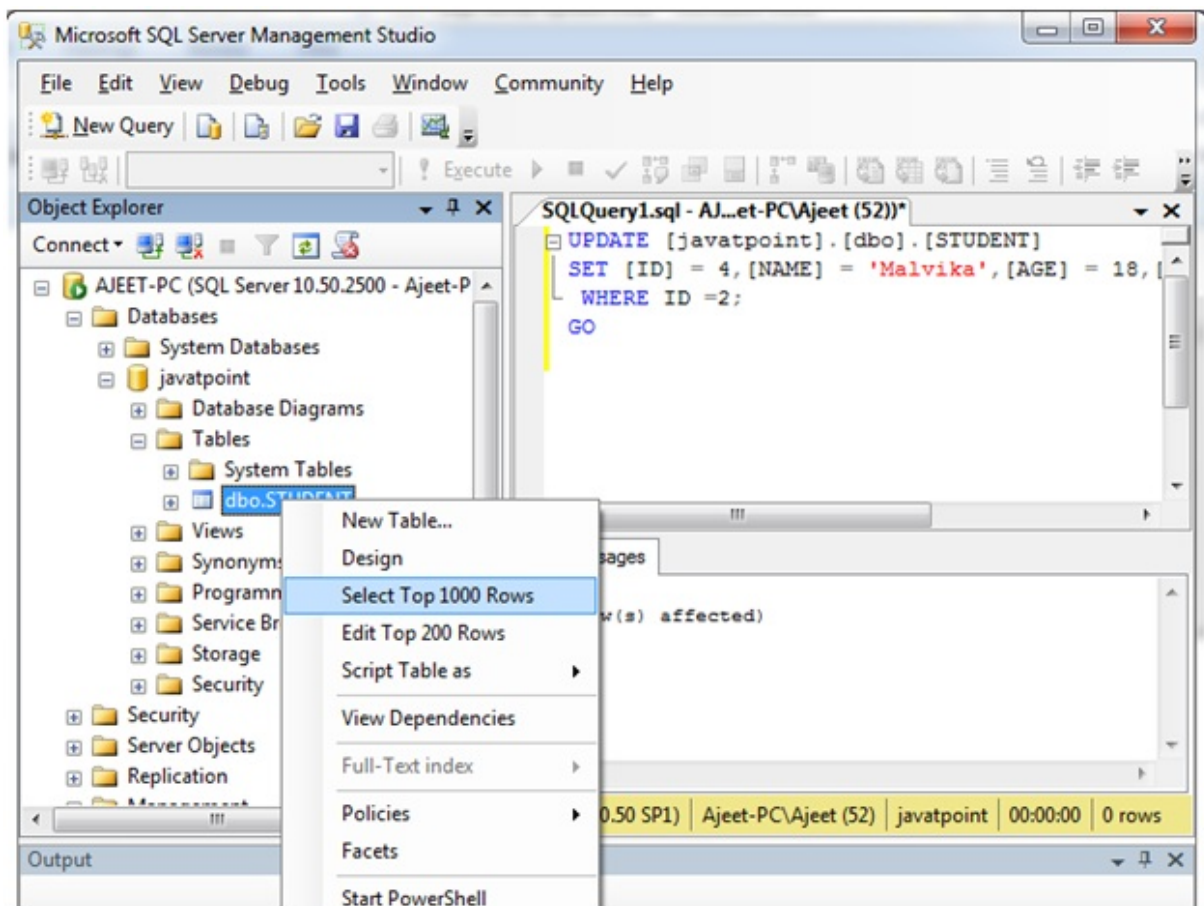 Microsoft SQL Server Management Studio
File Edit View Debug Tools Window Community Help
New Query
Execute
Object Explorer
Connect
AJEET-PC (SQL Server 10.50.2500 - Ajeet-P
Databases
System Databases
javatpoint
Database Diagrams
Tables
System Tables
dbo.STUDENT
Views
Synonyms
Programm
Service Br
Storage
Security
Security
Server Objects
Replication
Management
SQLQuery1.sql - AJ...et-PC\Ajeet (52))*
UPDATE [javatpoint].[dbo].[STUDENT]
SET [ID] = 4,[NAME] = 'Malvika',[AGE] = 18,[
WHERE ID =2;
GO
New Table...
Design
Select Top 1000 Rows
Edit Top 200 Rows
Script Table as
View Dependencies
Full-Text index
Policies
Facets
Start PowerShell
sages
w(s) affected)
0.50 SP1) Ajeet-PC\Ajeet (52) javatpoint 00:00:00 0 rows
Output